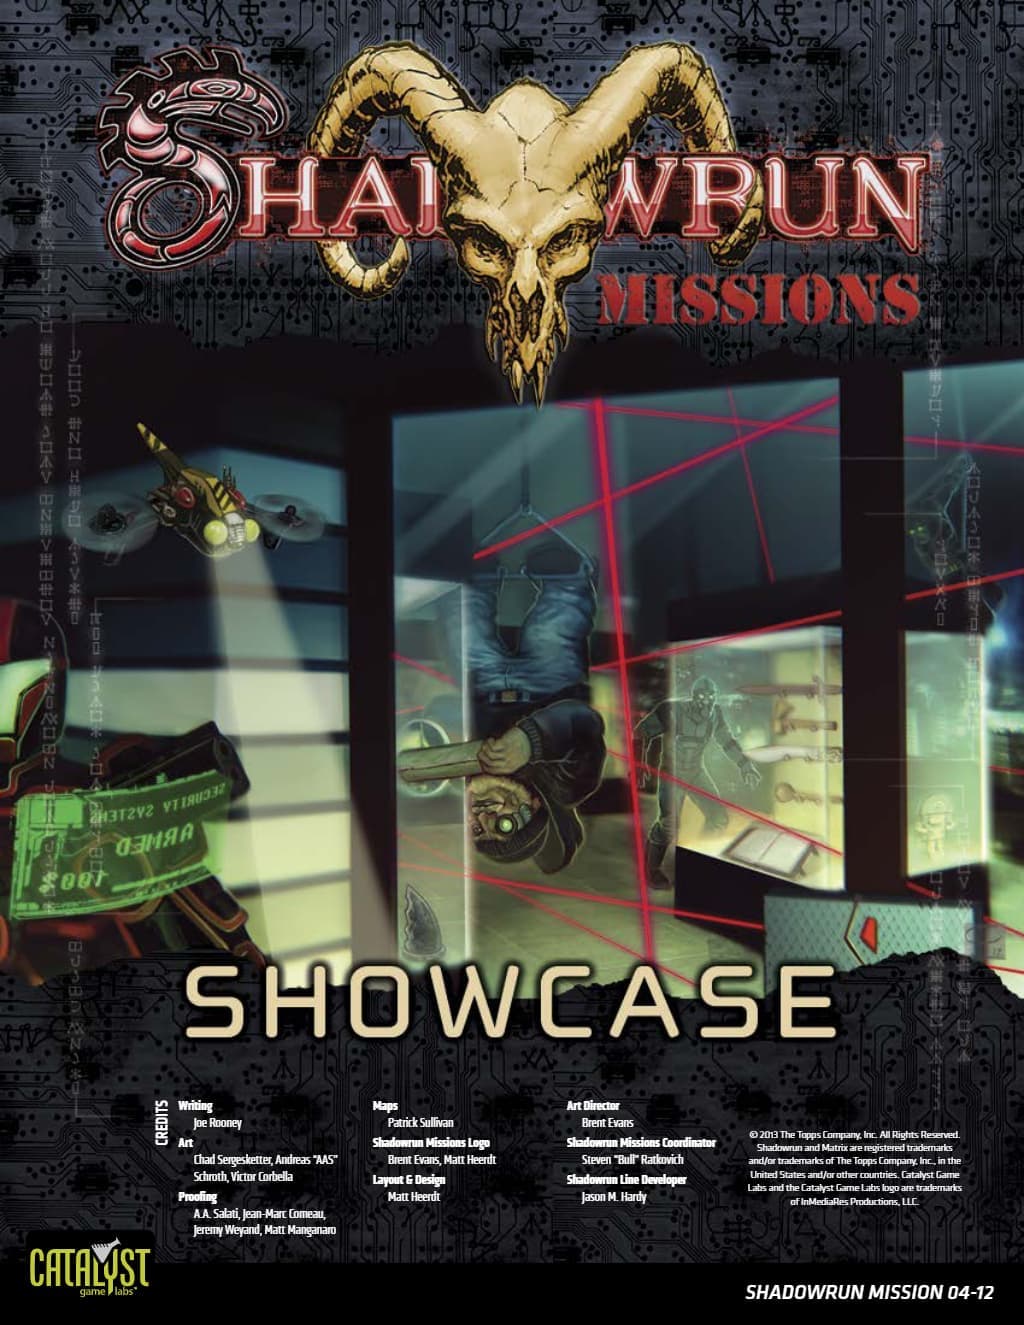 SHADOWRUN
MISSIONS
SECURITY SYSTEMS
ARMED
100
SHOWCASE
CREDITS
Writing
Joe Rooney
Art
Chad Sergesketter, Andreas "AAS"
Schroth, Victor Corbella
Proofing
A.A. Salati, Jean-Marc Comeau,
Jeremy Weyand, Matt Manganaro
Maps
Patrick Sullivan
Shadowrun Missions Logo
Brent Evans, Matt Heerdt
Layout & Design
Matt Heerdt
Art Director
Brent Evans
Shadowrun Missions Coordinator
Steven "Bull" Ratkovich
Shadowrun Line Developer
Jason M. Hardy
© 2013 The Topps Company, Inc. All Rights Reserved.
Shadowrun and Matrix are registered trademarks
and/or trademarks of The Topps Company, Inc., in the
United States and/or other countries. Catalyst Game
Labs and the Catalyst Game Labs logo are trademarks
of InMediaRes Productions, LLC.
CATALYST
game labs
SHADOWRUN MISSION 04-12